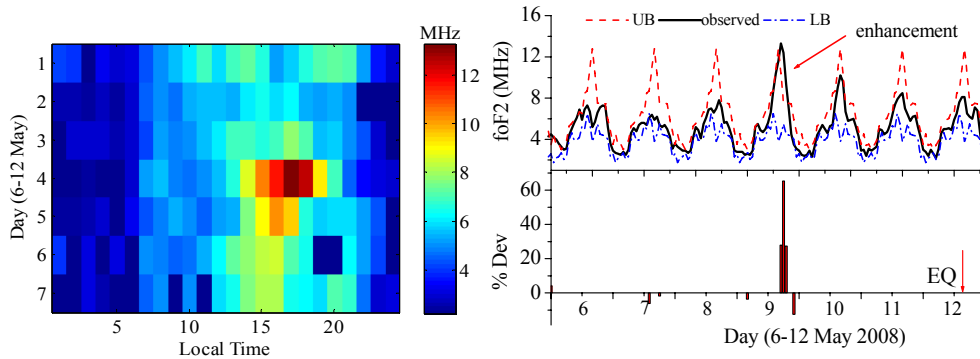 MHz
12
10
8
6
4
Day (6-12 May)
1
2
3
4
5
6
7
5
10
15
20
Local Time
UB
observed
LB
enhancement
foF2 (MHz)
16
12
8
4
% Dev
60
40
20
0
EQ
6
7
8
9
10
11
12
Day (6-12 May 2008)